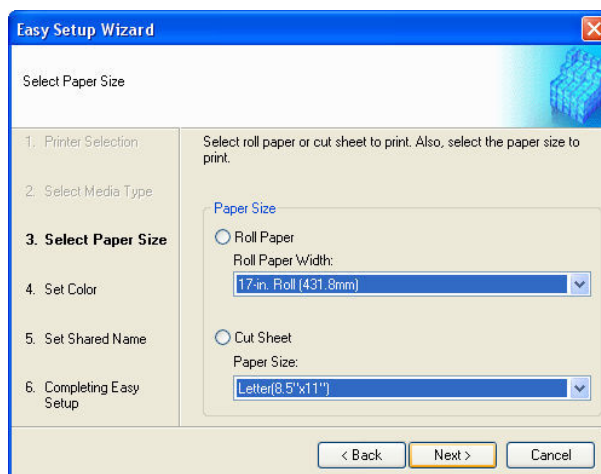 Easy Setup Wizard
Select Paper Size
1. Printer Selection
2. Select Media Type
3. Select Paper Size
4. Set Color
5. Set Shared Name
6. Completing Easy
Setup
Select roll paper or cut sheet to print. Also, select the paper size to
print.
Paper Size
Roll Paper
Roll Paper Width:
17-in. Roll (431.8mm)
Cut Sheet
Paper Size:
Letter(8.5"x11")
< Back
Next >
Cancel